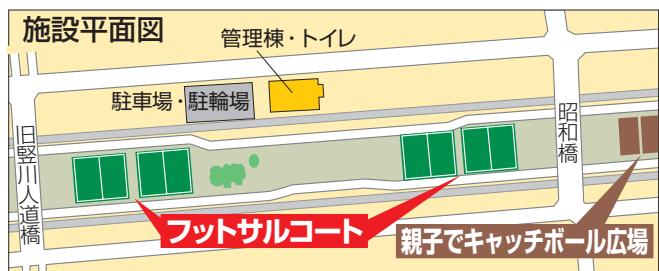 施設平面図
管理棟・トイレ
駐車場・駐輪場
旧竪川人道橋
昭和橋
フットサルコート
親子でキャッチボール広場